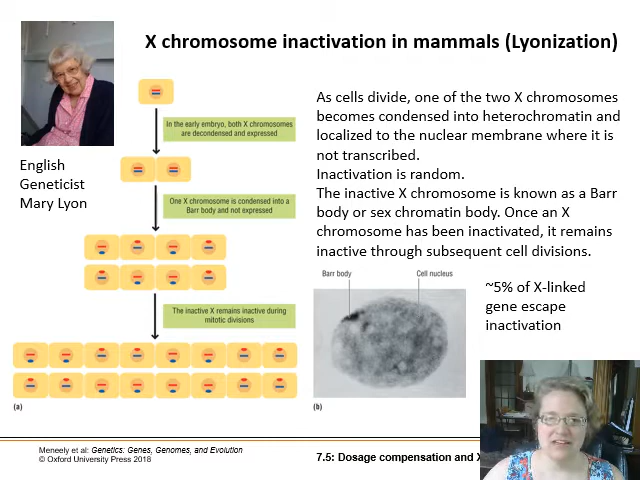 X chromosome inactivation in mammals (Lyonization)
English
Geneticist
Mary Lyon
In the early embryo, both X chromosomes
are decondensed and expressed
One X chromosome is condensed into a
Barr body and not expressed
The inactive X remains inactive during
mitotic divisions
(a)
As cells divide, one of the two X chromosomes
becomes condensed into heterochromatin and
localized to the nuclear membrane where it is
not transcribed.
Inactivation is random.
The inactive X chromosome is known as a Barr
body or sex chromatin body. Once an X
chromosome has been inactivated, it remains
inactive through subsequent cell divisions.
Barr body
Cell nucleus
(b)
~5% of X-linked
gene escape
inactivation
Meneely et al: Genetics: Genes, Genomes, and Evolution
© Oxford University Press 2018
7.5: Dosage compensation and